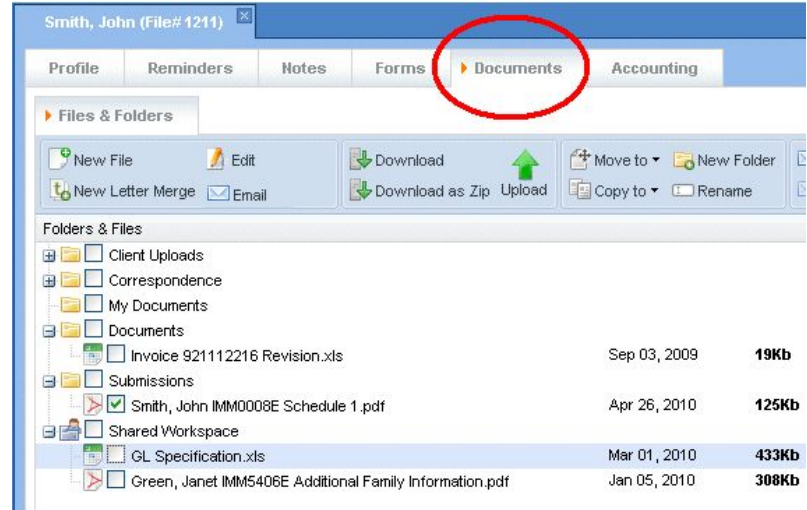 Smith, John (File# 1211)
Profile Reminders Notes Forms Documents Accounting
Files & Folders
New File Edit Download Move to New Folder
New Letter Merge Email Download as Zip Upload Copy to Rename
Folders & Files
Client Uploads
Correspondence
My Documents
Documents
Invoice 921112216 Revision.xls Sep 03, 2009 19Kb
Submissions
Smith, John IMM0008E Schedule 1.pdf Apr 26, 2010 125Kb
Shared Workspace
GL Specification.xls Mar 01, 2010 433Kb
Green, Janet IMM5406E Additional Family Information.pdf Jan 05, 2010 308Kb